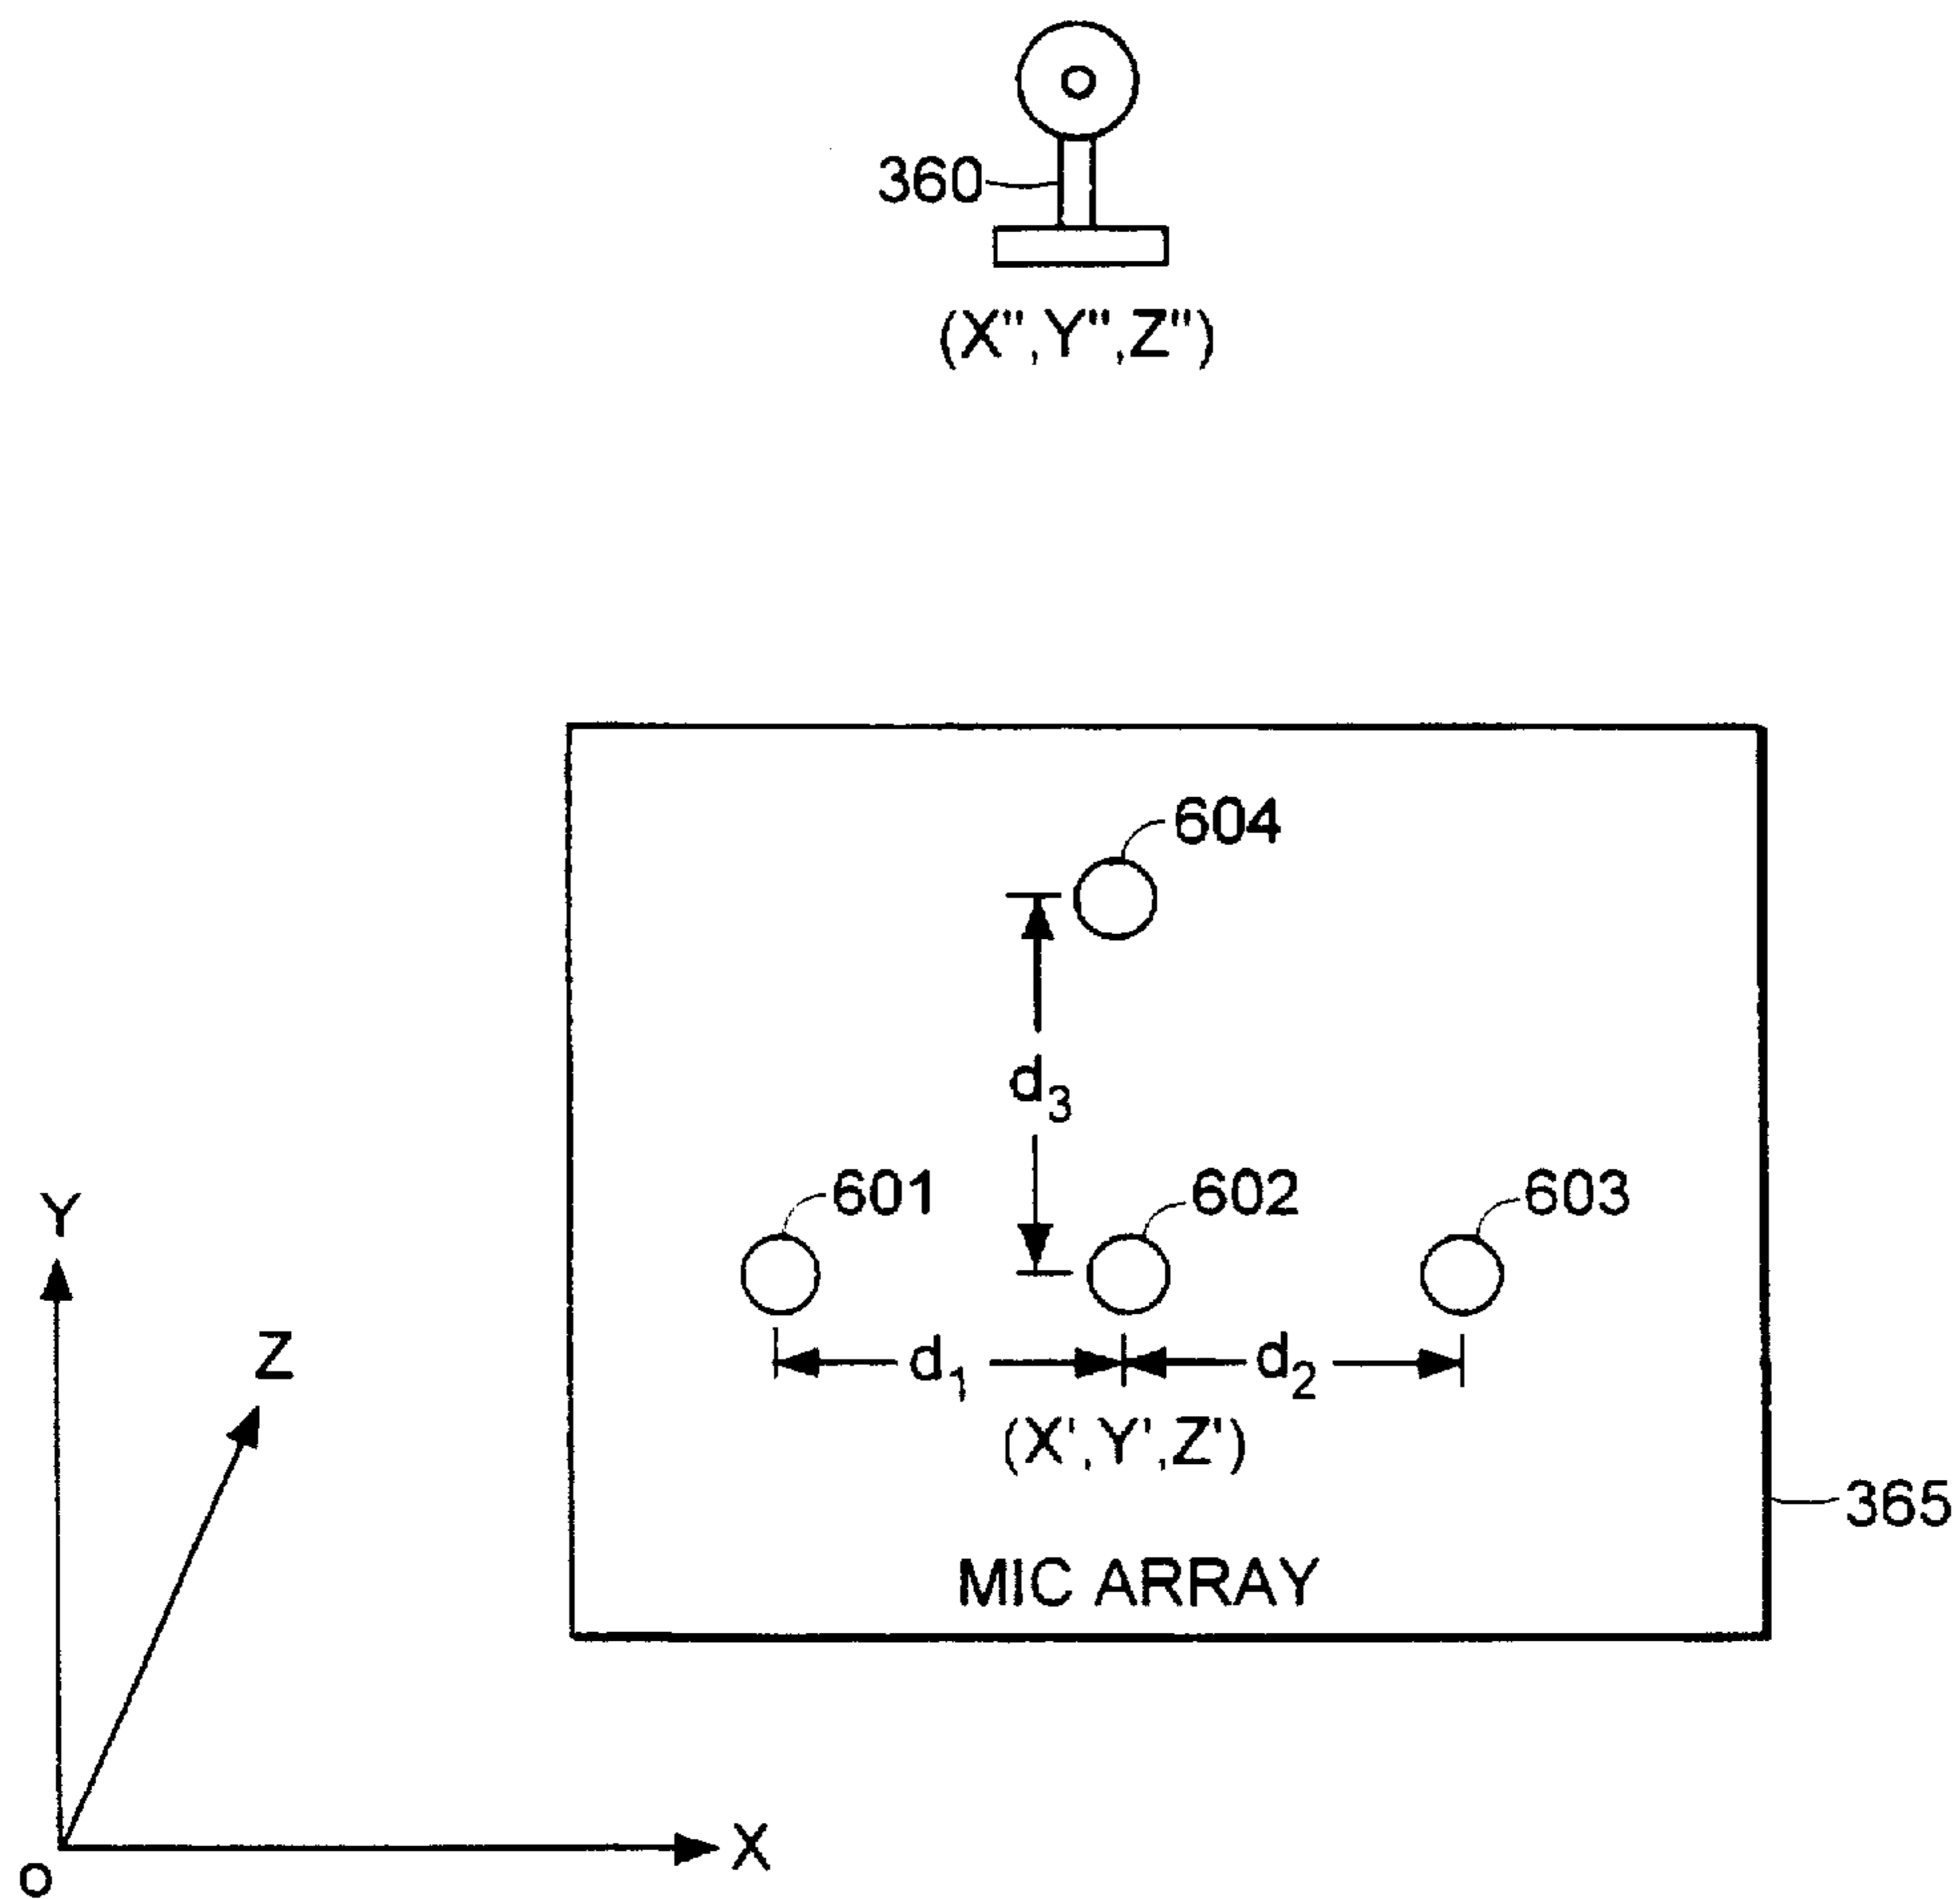 360
(X",Y",Z")
604
d3
601
602
603
Y
Z
d1
d2
(X',Y',Z')
365
MIC ARRAY
X
O